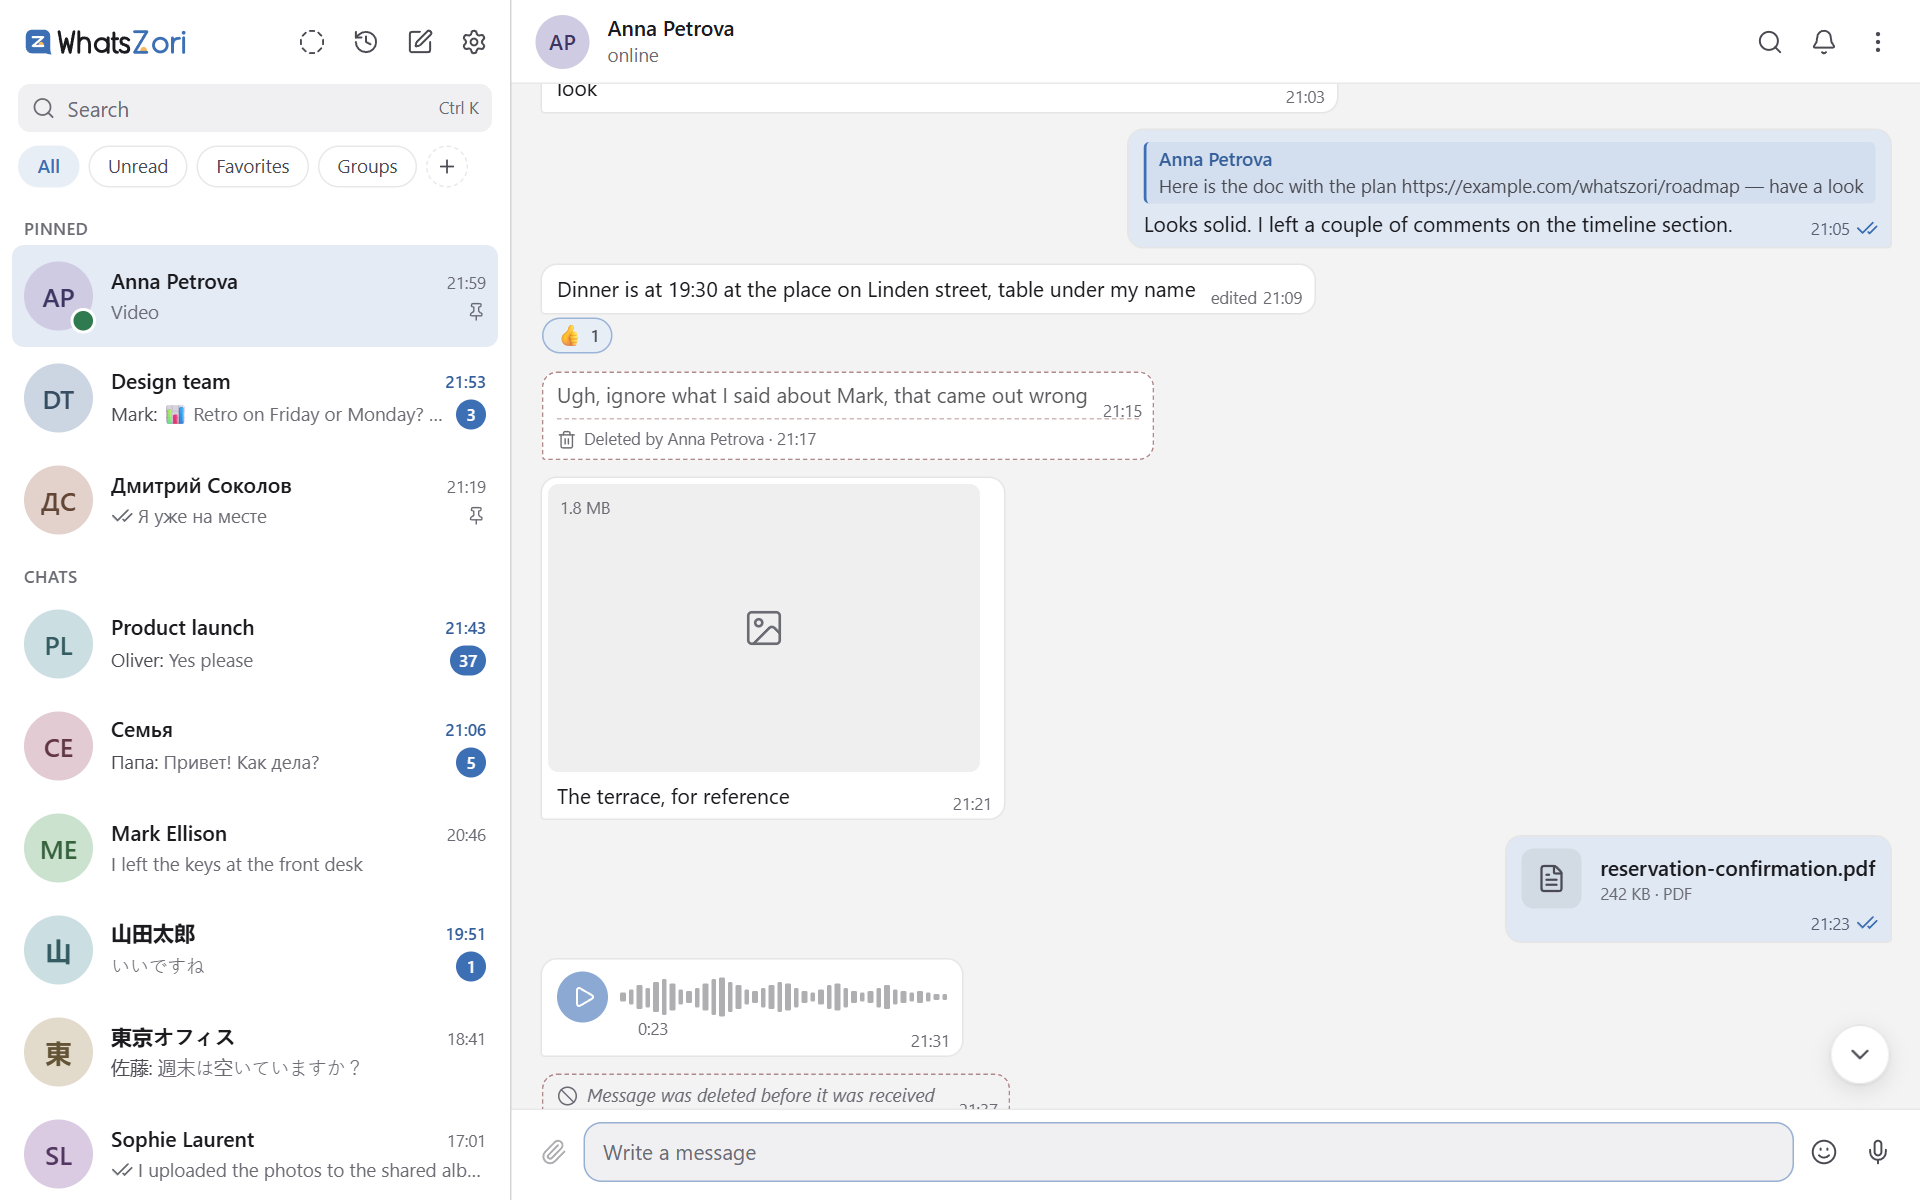 WhatsZori
Search
Ctrl K
All
Unread
Favorites
Groups
PINNED
AP
Anna Petrova
21:59
Video
DT
Design team
21:53
Mark: 📊 Retro on Friday or Monday? ...
3
ДС
Дмитрий Соколов
21:19
Я уже на месте
CHATS
PL
Product launch
21:43
Oliver: Yes please
37
СЕ
Семья
21:06
Папа: Привет! Как дела?
5
ME
Mark Ellison
20:46
I left the keys at the front desk
山
山田太郎
19:51
いいですね
1
東
東京オフィス
18:41
佐藤: 週末は空いていますか？
SL
Sophie Laurent
17:01
I uploaded the photos to the shared alb...
AP
Anna Petrova
online
look
21:03
Anna Petrova
Here is the doc with the plan https://example.com/whatszori/roadmap — have a look
Looks solid. I left a couple of comments on the timeline section.
21:05
Dinner is at 19:30 at the place on Linden street, table under my name
edited 21:09
👍 1
Ugh, ignore what I said about Mark, that came out wrong
21:15
Deleted by Anna Petrova · 21:17
1.8 MB
The terrace, for reference
21:21
reservation-confirmation.pdf
242 KB · PDF
21:23
0:23
21:31
Message was deleted before it was received
21:37
Write a message